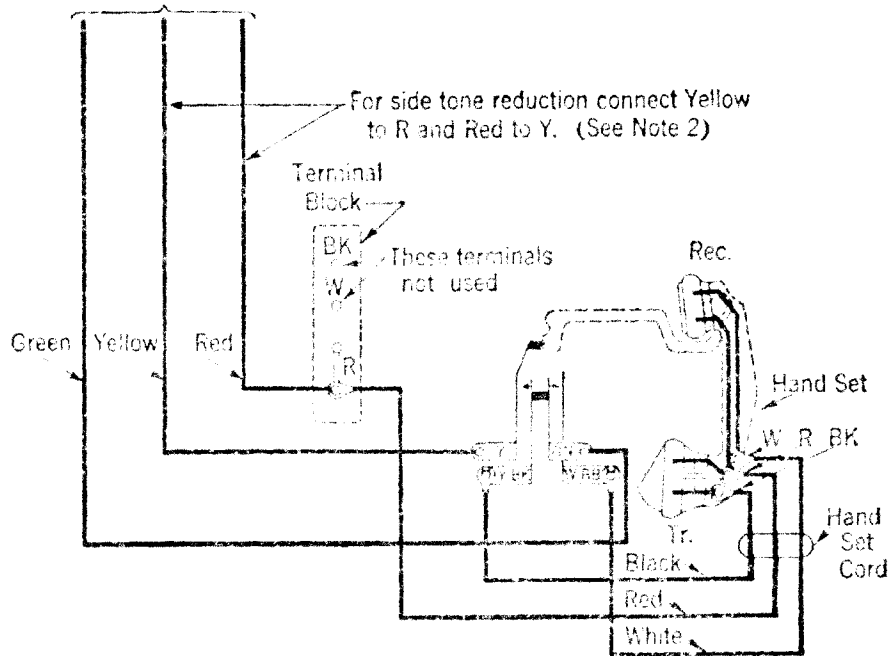 For side tone reduction connect Yellow
to R and Red to Y. (See Note 2)
Terminal
Block
BK
These terminals
not used
W
Rec.
Green
Yellow
Red
R
Hand Set
W R BK
Y
BK
Tr.
Hand
Set
Cord
Black
Red
White